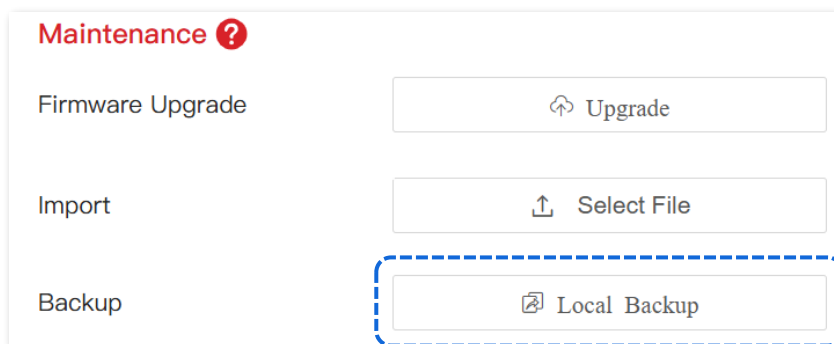 Maintenance ?
Firmware Upgrade Upgrade
Import Select File
Backup Local Backup